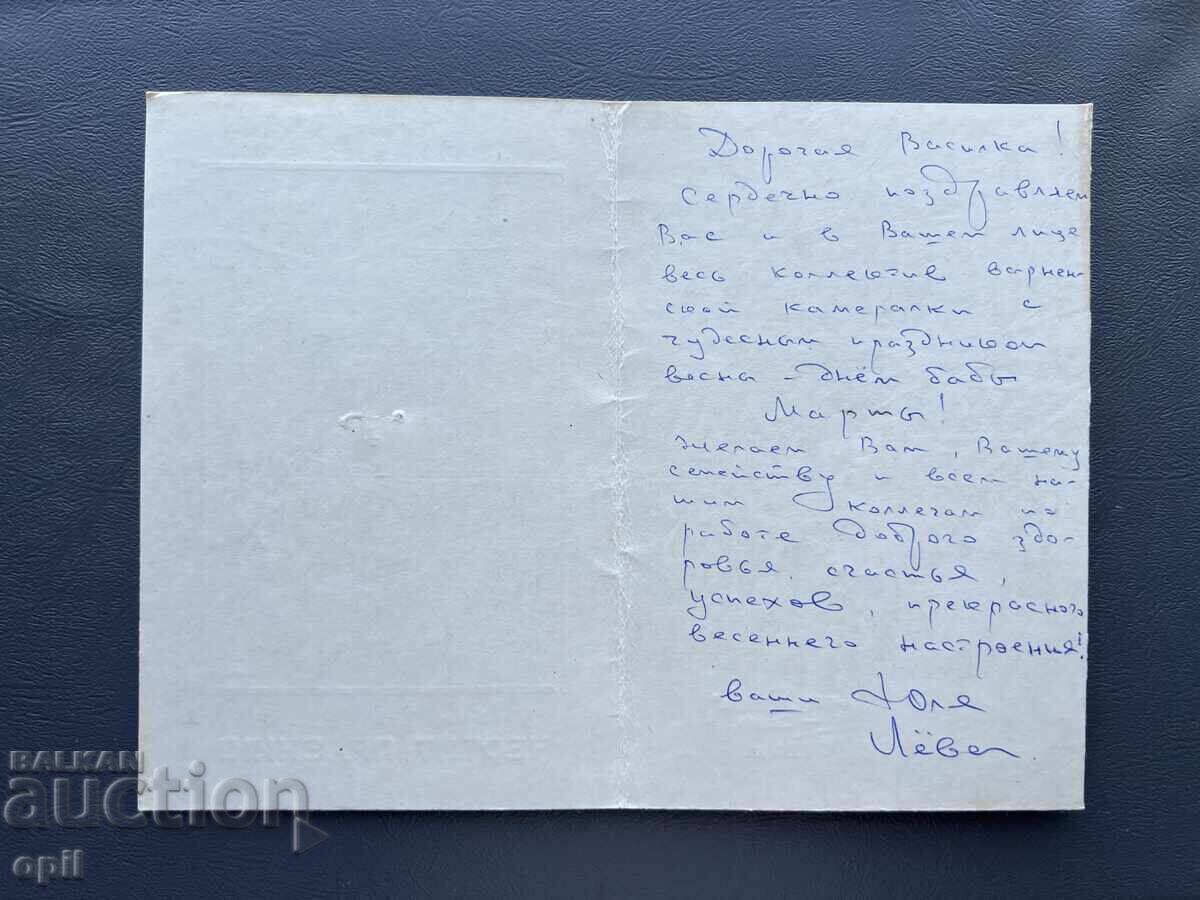 Дорогая Василка!
Сердечно поздравляем
Вас и в Вашем лице
весь коллектив варнен-
ской камералки с
чудесным праздником
весны - днём бабы
Марты!
Желаем Вам, Вашему
семейству и всем на-
шим коллегам по
работе доброго здо-
ровья, счастья,
успехов, прекрасного
весеннего настроения!
ваши Юля
Лёва
BALKAN
auction
opil